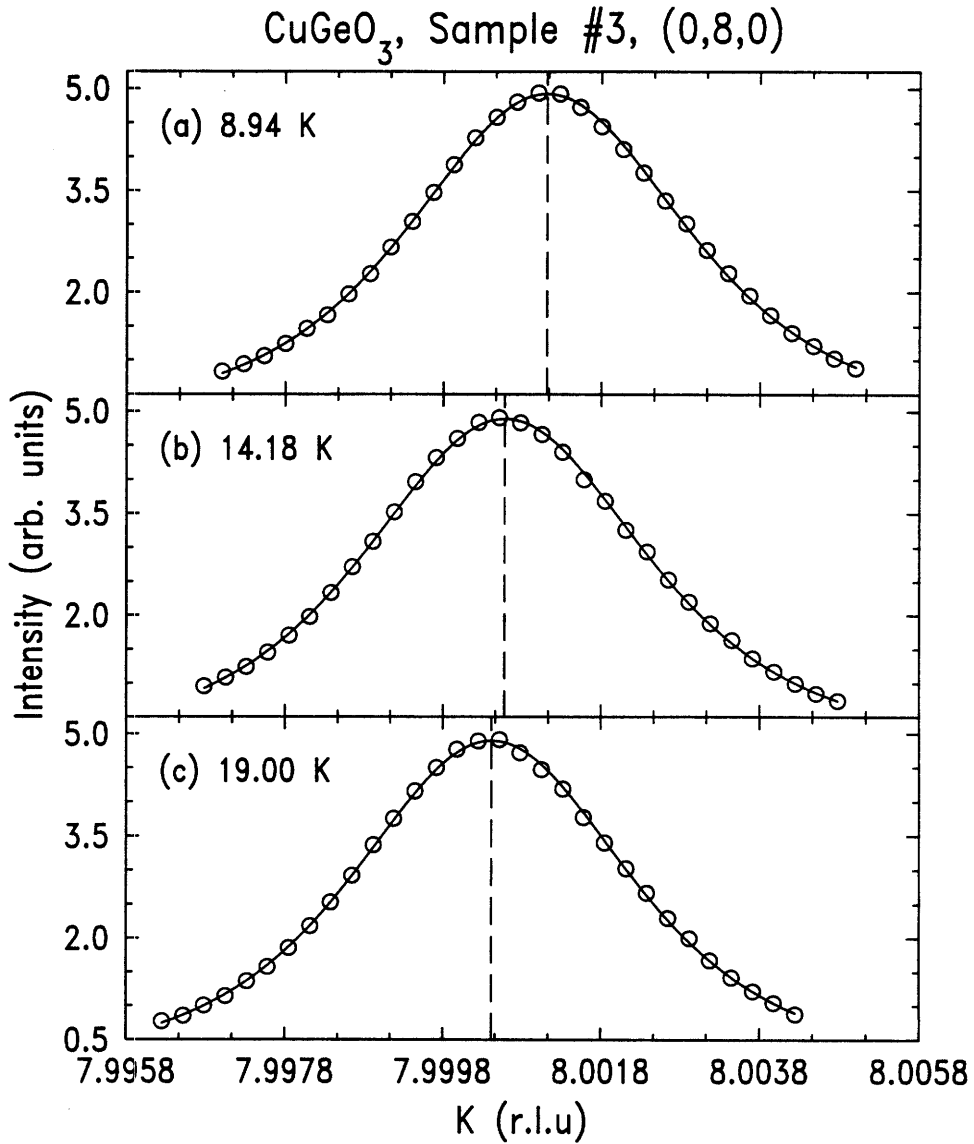 CuGeO3, Sample #3, (0,8,0)
5.0
(a) 8.94 K
3.5
2.0
5.0
(b) 14.18 K
3.5
2.0
5.0
(c) 19.00 K
3.5
2.0
0.5
Intensity (arb. units)
7.9958 7.9978 7.9998 8.0018 8.0038 8.0058
K (r.l.u)